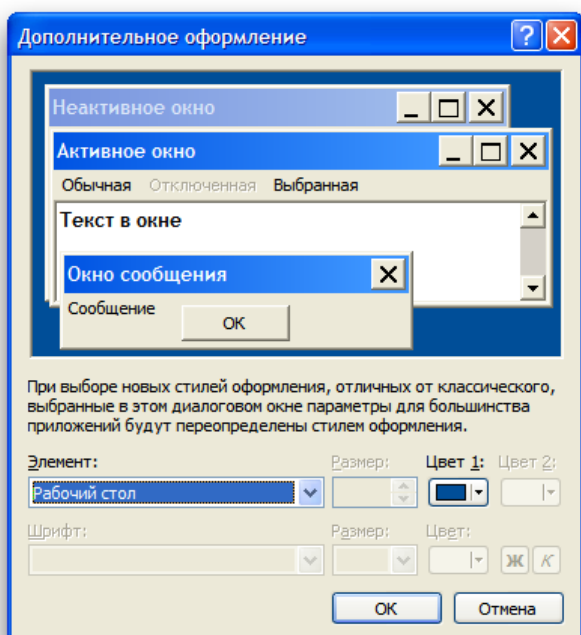 Дополнительное оформление
Неактивное окно
Активное окно
Обычная Отключенная Выбранная
Текст в окне
Окно сообщения
Сообщение
ОК
При выборе новых стилей оформления, отличных от классического,
выбранные в этом диалоговом окне параметры для большинства
приложений будут переопределены стилем оформления.
Элемент: Размер: Цвет 1: Цвет 2:
Рабочий стол
Шрифт: Размер: Цвет:
Ж К
ОК Отмена